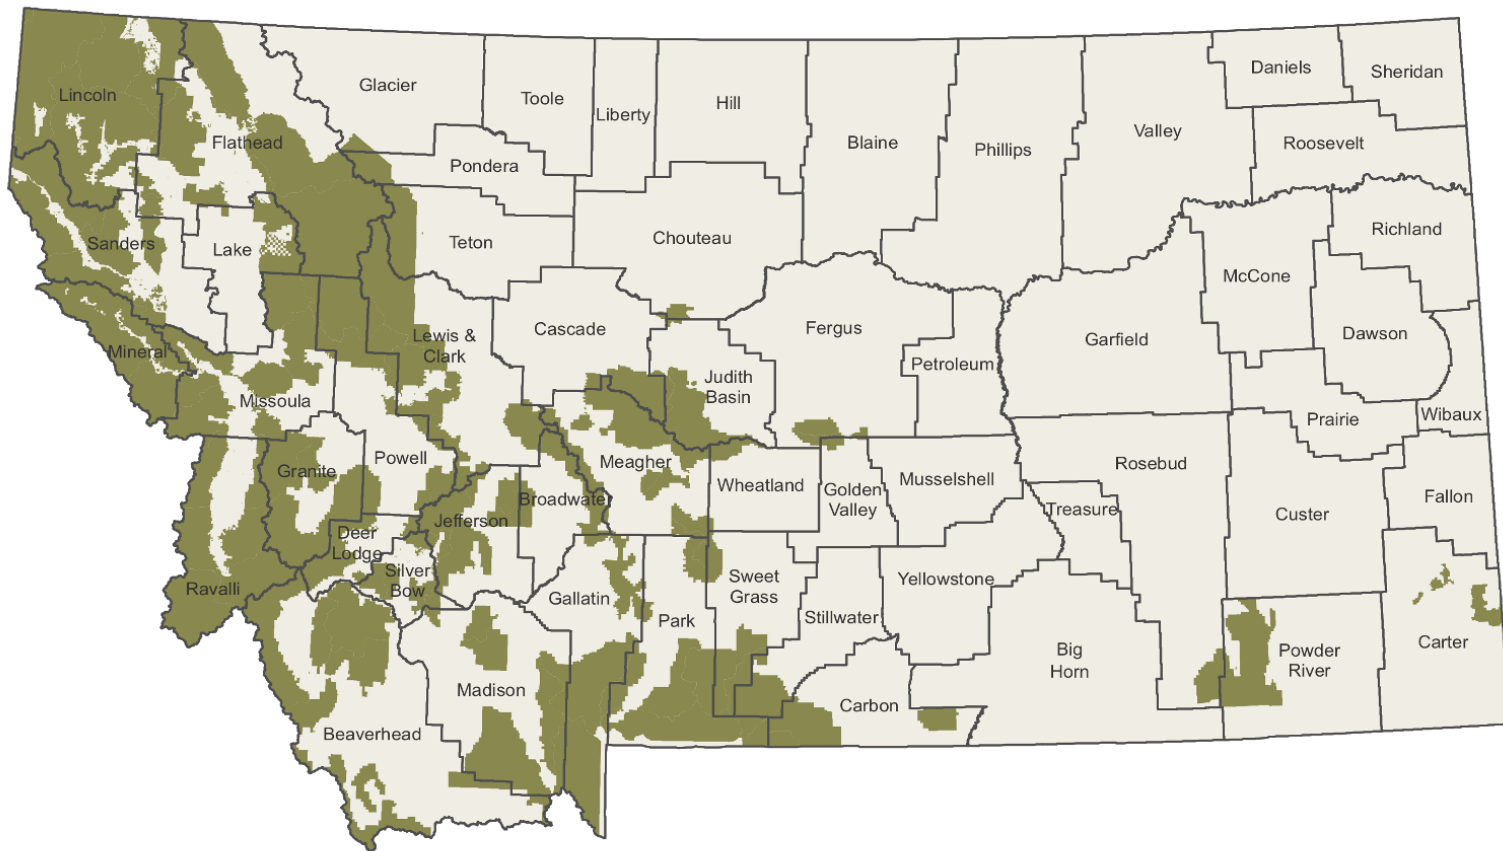 Daniels
Sheridan
Glacier
Toole
Liberty
Hill
Lincoln
Valley
Blaine
Flathead
Phillips
Roosevelt
Pondera
Richland
Teton
Chouteau
Sanders
Lake
McCone
Cascade
Fergus
Garfield
Dawson
Lewis &
Clark
Mineral
Petroleum
Judith
Basin
Missoula
Prairie
Wibaux
Powell
Meagher
Rosebud
Granite
Wheatland
Musselshell
Broadwater
Golden
Valley
Fallon
Treasure
Custer
Jefferson
Deer
Lodge
Silver
Bow
Sweet
Grass
Yellowstone
Ravalli
Gallatin
Stillwater
Park
Carter
Big
Horn
Powder
River
Madison
Carbon
Beaverhead